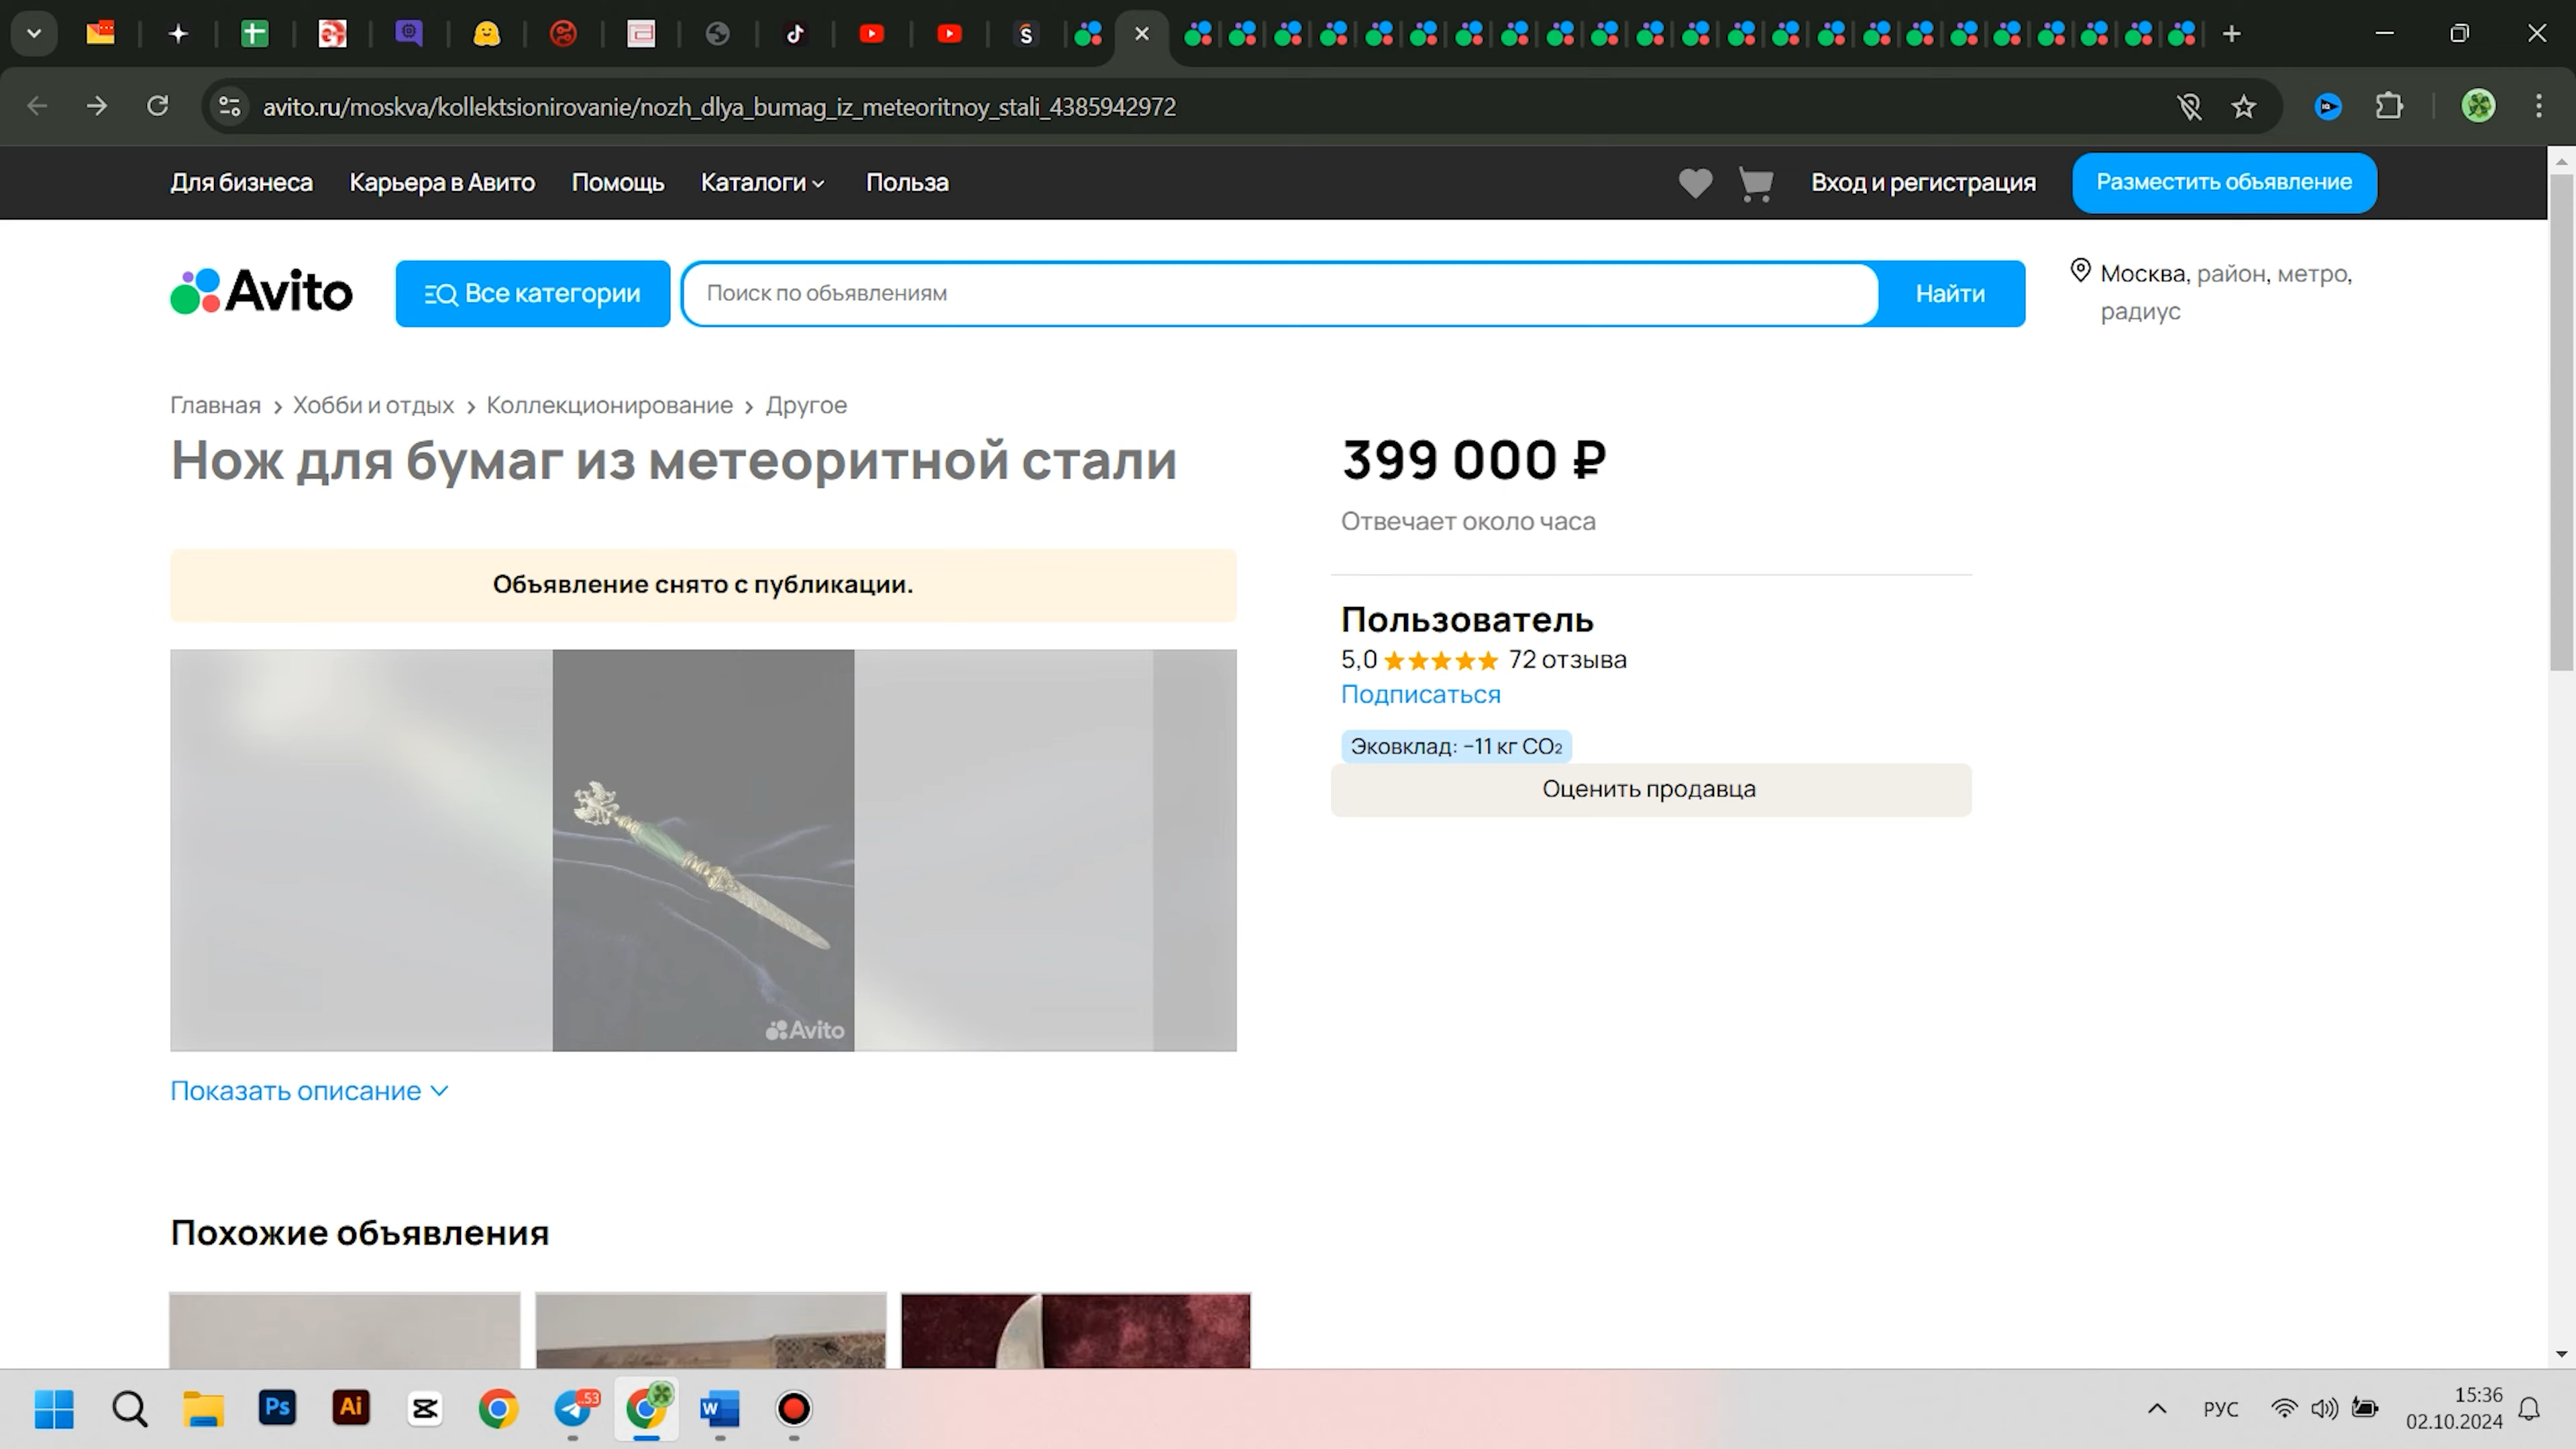 avito.ru/moskva/kollektsionirovanie/nozh_dlya_bumag_iz_meteoritnoy_stali_4385942972
Для бизнеса Карьера в Авито Помощь Каталоги Польза Вход и регистрация Разместить объявление
Avito Все категории Поиск по объявлениям Найти Москва, район, метро,
радиус
Главная › Хобби и отдых › Коллекционирование › Другое
Нож для бумаг из метеоритной стали
399 000 ₽
Отвечает около часа
Объявление снято с публикации.
Пользователь
5,0 72 отзыва
Подписаться
Эковклад: −11 кг CO₂
Оценить продавца
Avito
Показать описание
Похожие объявления
Ps Ai 53 W
РУС
15:36
02.10.2024